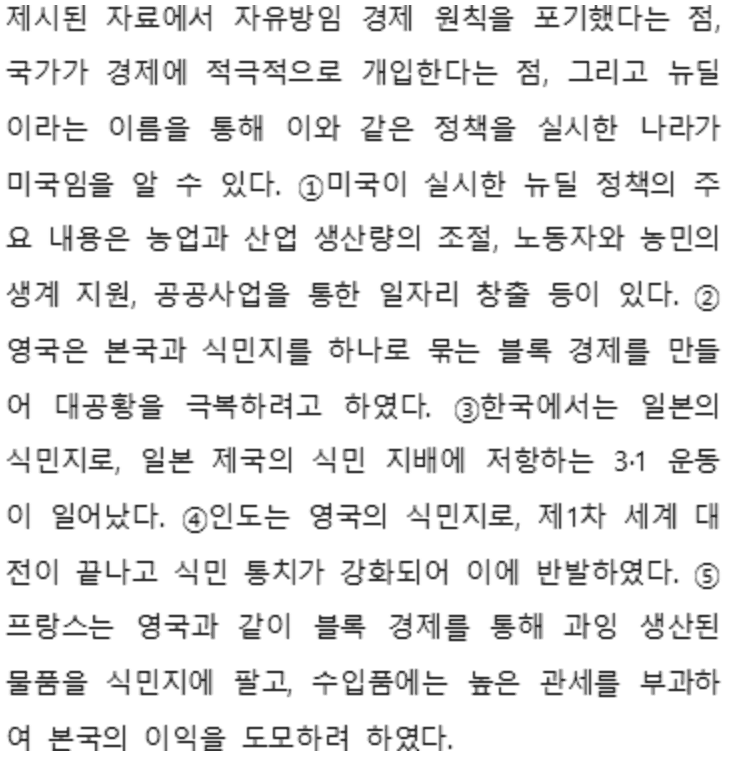 제시된 자료에서 자유방임 경제 원칙을 포기했다는 점,
국가가 경제에 적극적으로 개입한다는 점, 그리고 뉴딜
이라는 이름을 통해 이와 같은 정책을 실시한 나라가
미국임을 알 수 있다. ①미국이 실시한 뉴딜 정책의 주
요 내용은 농업과 산업 생산량의 조절, 노동자와 농민의
생계 지원, 공공사업을 통한 일자리 창출 등이 있다. ②
영국은 본국과 식민지를 하나로 묶는 블록 경제를 만들
어 대공황을 극복하려고 하였다. ③한국에서는 일본의
식민지로, 일본 제국의 식민 지배에 저항하는 3·1 운동
이 일어났다. ④인도는 영국의 식민지로, 제1차 세계 대
전이 끝나고 식민 통치가 강화되어 이에 반발하였다. ⑤
프랑스는 영국과 같이 블록 경제를 통해 과잉 생산된
물품을 식민지에 팔고, 수입품에는 높은 관세를 부과하
여 본국의 이익을 도모하려 하였다.